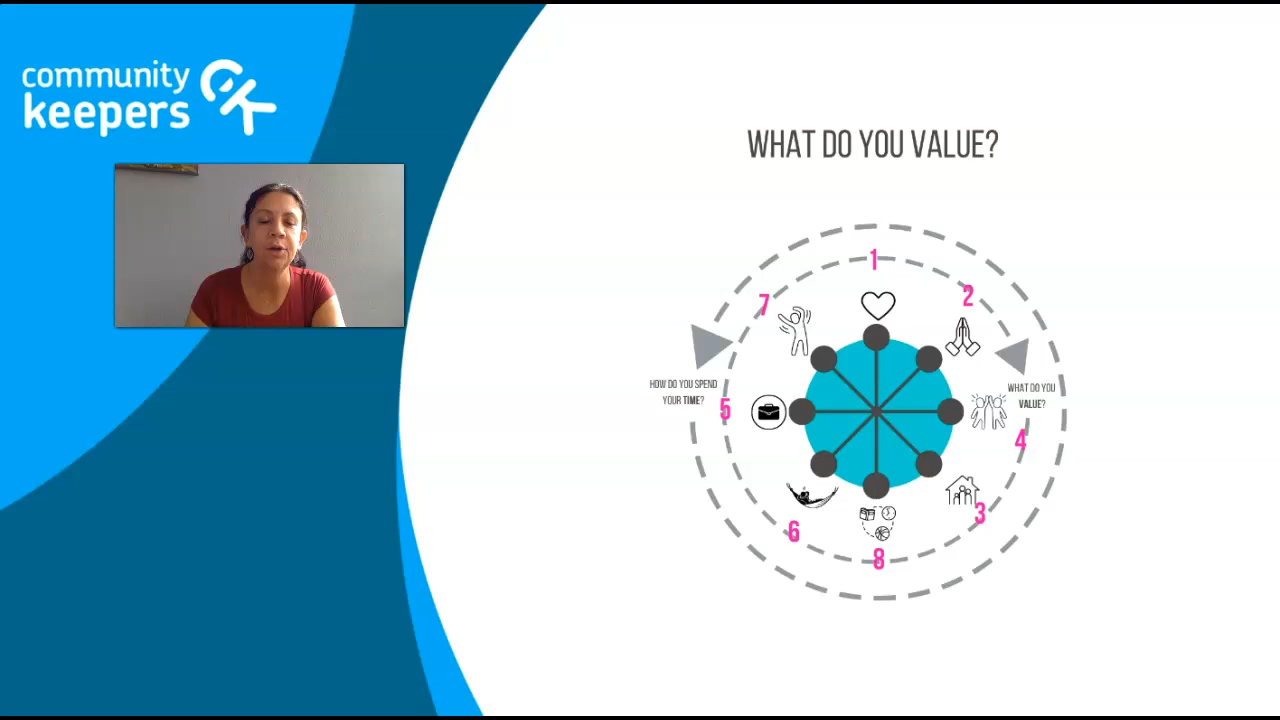 community
keepers
WHAT DO YOU VALUE?
1
2
7
HOW DO YOU SPEND
YOUR TIME?
WHAT DO YOU
VALUE?
5
4
3
6
8